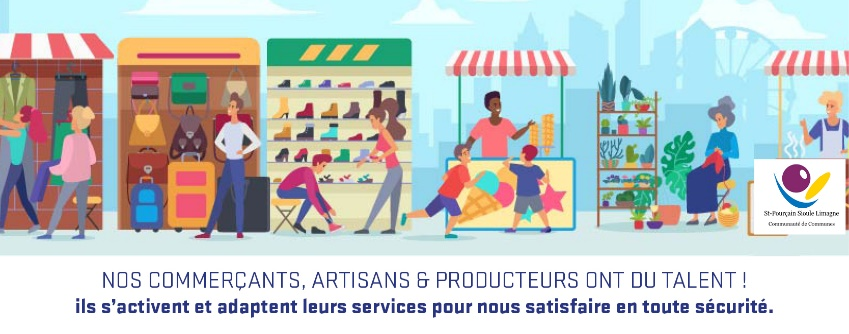 St-Pourçain Sioule Limagne
Communauté de Communes
NOS COMMERÇANTS, ARTISANS & PRODUCTEURS ONT DU TALENT !
ils s'activent et adaptent leurs services pour nous satisfaire en toute sécurité.